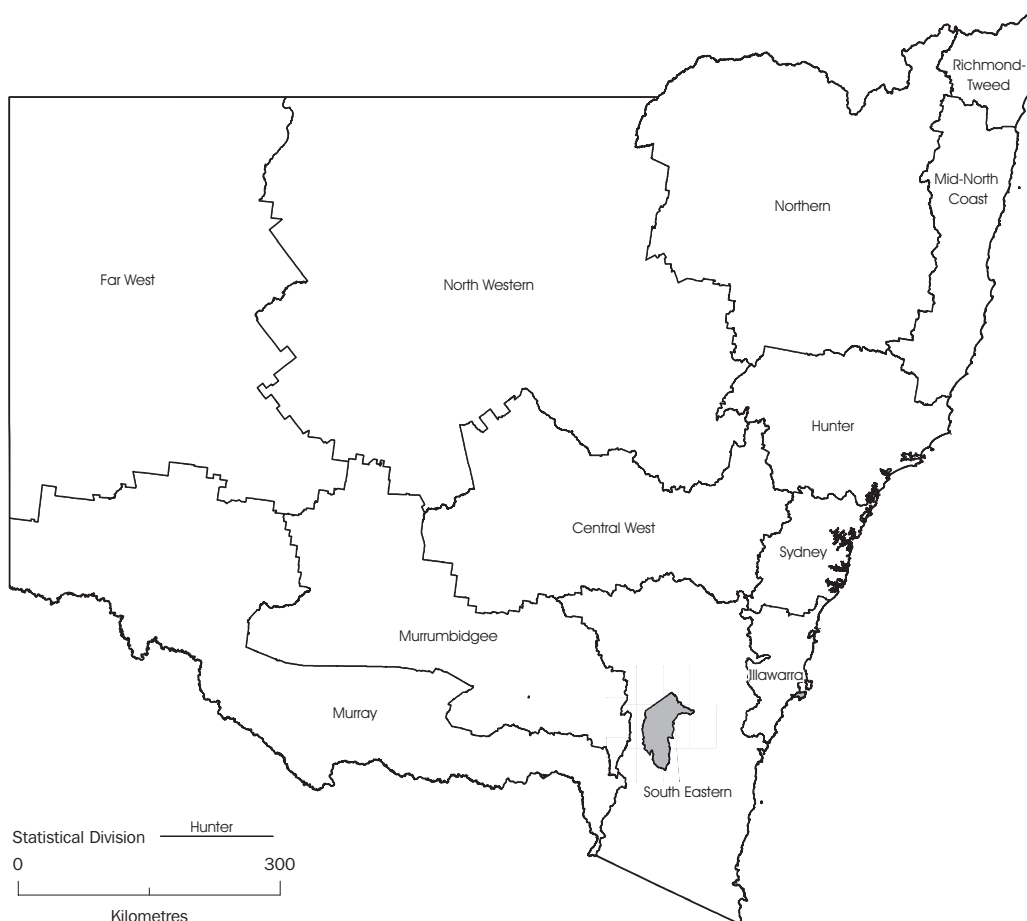 Richmond-
Tweed
Mid-North
Coast
Northern
Far West
North Western
Hunter
Central West
Sydney
Murrumbidgee
Illawarra
Murray
South Eastern
Hunter
Statistical Division
0 300
Kilometres